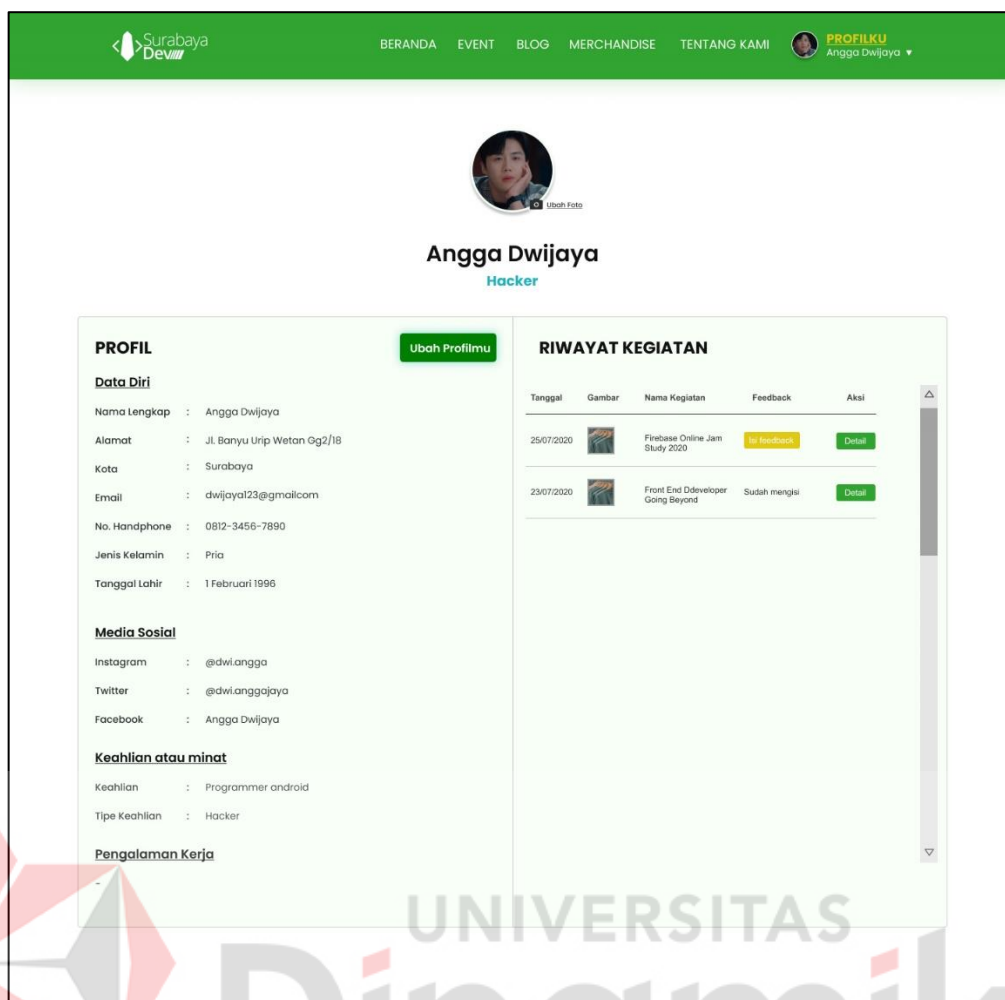 Surabaya
Dev
BERANDA EVENT BLOG MERCHANDISE TENTANG KAMI PROFILKU
Angga Dwijaya
Ubah Foto
Angga Dwijaya
Hacker
PROFIL
Ubah Profilmu
Data Diri
Nama Lengkap : Angga Dwijaya
Alamat : Jl. Banyu Urip Wetan Gg2/18
Kota : Surabaya
Email : dwijaya123@gmailcom
No. Handphone : 0812-3456-7890
Jenis Kelamin : Pria
Tanggal Lahir : 1 Februari 1996
Media Sosial
Instagram : @dwi.angga
Twitter : @dwi.anggajaya
Facebook : Angga Dwijaya
Keahlian atau minat
Keahlian : Programmer android
Tipe Keahlian : Hacker
Pengalaman Kerja
-
RIWAYAT KEGIATAN
Tanggal Gambar Nama Kegiatan Feedback Aksi
25/07/2020 Firebase Online Jam Isi feedback Detail
Study 2020
23/07/2020 Front End Ddeveloper Sudah mengisi Detail
Going Beyond
UNIVERSITAS